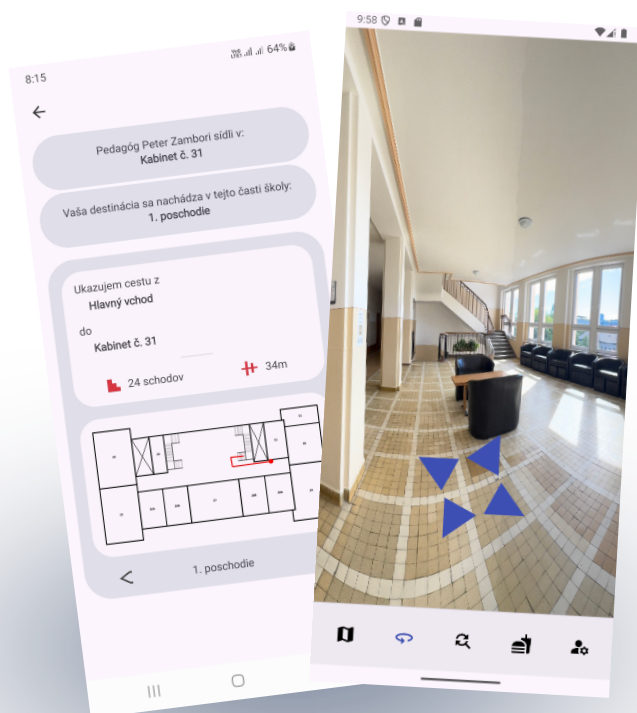 8:15
64%
Pedagóg Peter Zambori sídli v:
Kabinet č. 31
Vaša destinácia sa nachádza v tejto časti školy:
1. poschodie
Ukazujem cestu z
Hlavný vchod
do
Kabinet č. 31
24 schodov
34m
1. poschodie
9:58